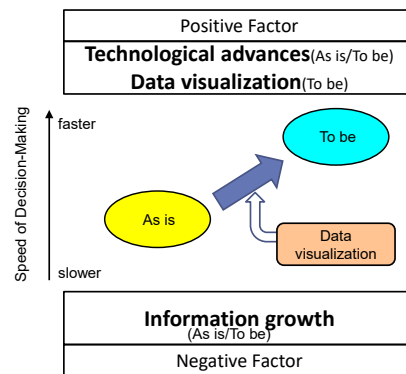 Positive Factor
Technological advances(As is/To be)
Data visualization(To be)
Speed of Decision-Making
faster
To be
As is
Data
visualization
slower
Information growth
(As is/To be)
Negative Factor